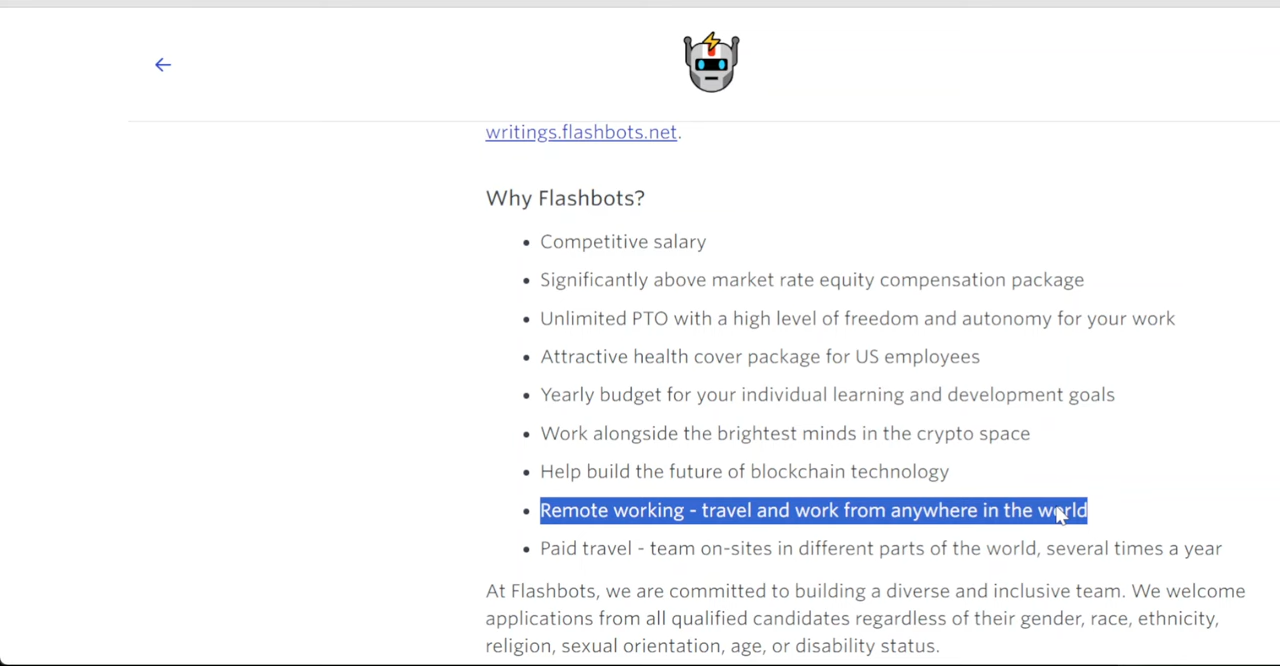 writings.flashbots.net.
Why Flashbots?
• Competitive salary
• Significantly above market rate equity compensation package
• Unlimited PTO with a high level of freedom and autonomy for your work
• Attractive health cover package for US employees
• Yearly budget for your individual learning and development goals
• Work alongside the brightest minds in the crypto space
• Help build the future of blockchain technology
• Remote working - travel and work from anywhere in the world
• Paid travel - team on-sites in different parts of the world, several times a year
At Flashbots, we are committed to building a diverse and inclusive team. We welcome
applications from all qualified candidates regardless of their gender, race, ethnicity,
religion, sexual orientation, age, or disability status.